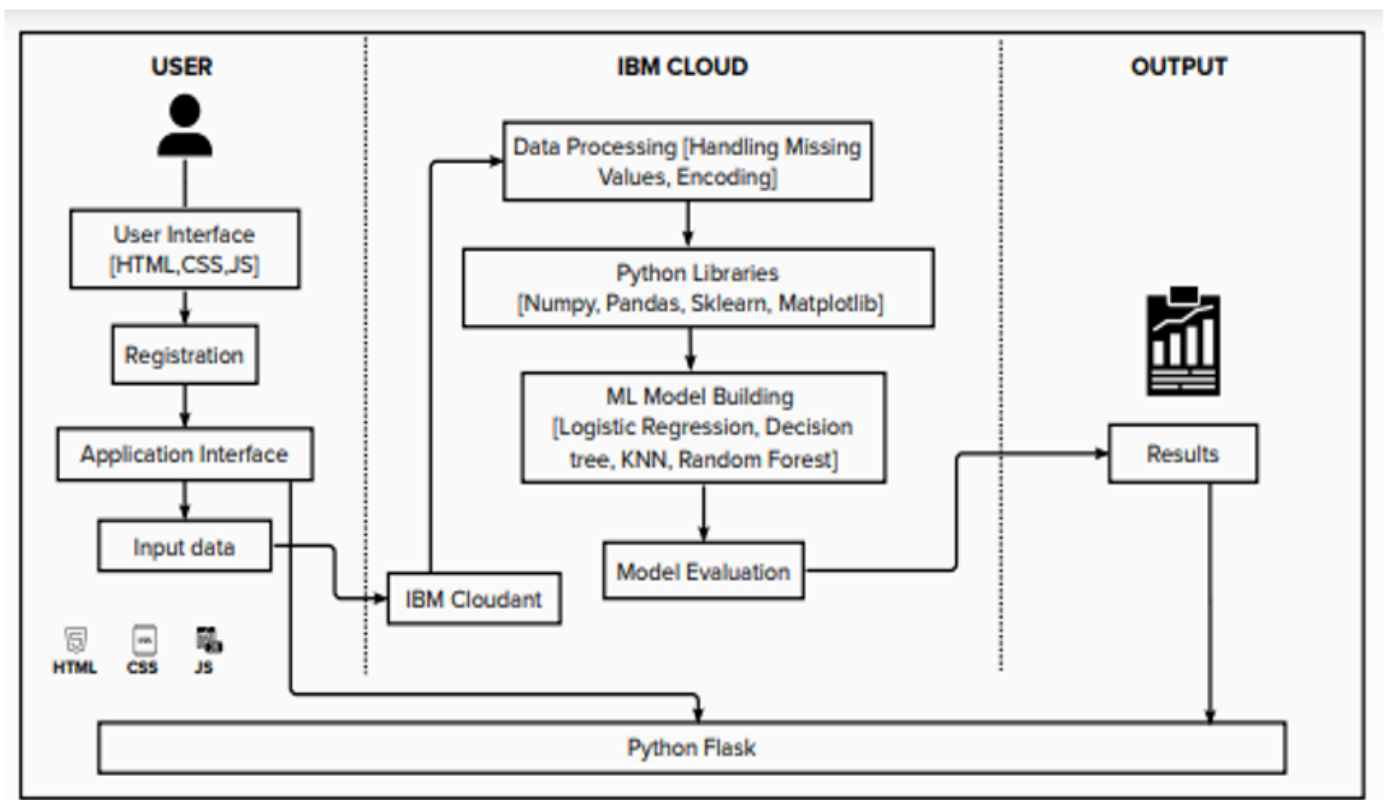 USER
User Interface
[HTML,CSS,JS]
Registration
Application Interface
Input data
HTML
CSS
JS
IBM CLOUD
Data Processing [Handling Missing
Values, Encoding]
Python Libraries
[Numpy, Pandas, Sklearn, Matplotlib]
ML Model Building
[Logistic Regression, Decision
tree, KNN, Random Forest]
Model Evaluation
IBM Cloudant
OUTPUT
Results
Python Flask